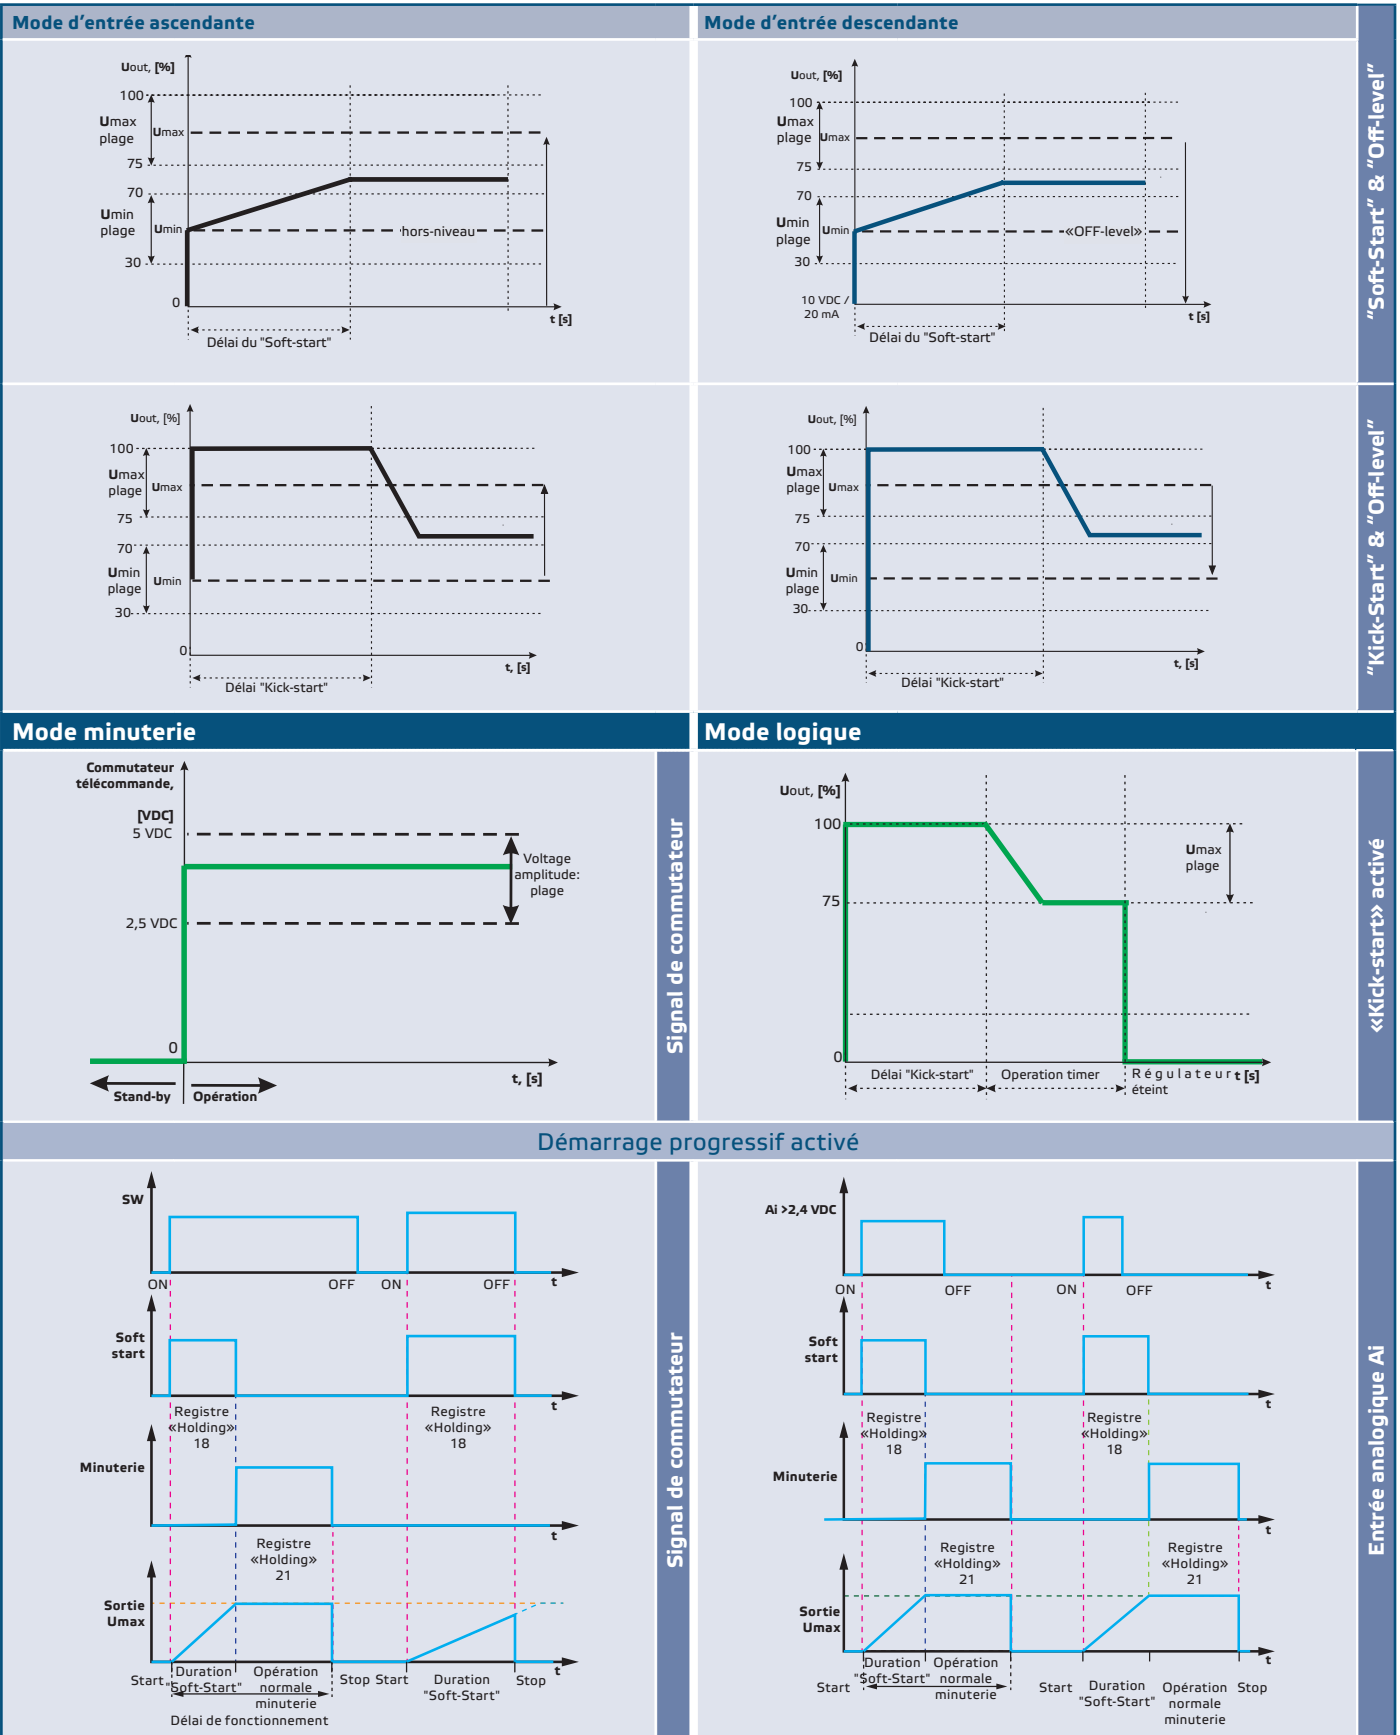 Mode d’entrée ascendante
Uout, [%]
100
Umax
plage
Umax
75
70
Umin
plage
Umin
hors-niveau
30
0
t [s]
Délai du "Soft-start"
Mode d’entrée descendante
Uout, [%]
100
Umax
plage
Umax
75
70
Umin
plage
Umin
«OFF-level»
30
10 VDC /
20 mA
t [s]
Délai du "Soft-start"
"Soft-Start" & "Off-level"
Uout, [%]
100
Umax
plage
Umax
75
70
Umin
plage
Umin
30
0
t, [s]
Délai "Kick-start"
Uout, [%]
100
Umax
plage
Umax
75
70
Umin
plage
Umin
30
0
t, [s]
Délai "Kick-start"
"Kick-Start" & "Off-level"
Mode minuterie
Commutateur
télécommande,
[VDC]
5 VDC
Voltage
amplitude:
plage
2,5 VDC
0
t, [s]
Stand-by
Opération
Signal de commutateur
Mode logique
Uout, [%]
100
Umax
plage
75
0
Délai "Kick-start"
Operation timer
Régulateur
éteint
t [s]
«Kick-start» activé
Démarrage progressif activé
SW
ON
OFF
ON
OFF
t
Soft
start
t
Registre
«Holding»
18
Registre
«Holding»
18
Minuterie
t
Registre
«Holding»
21
Sortie
Umax
t
Start
Duration
"Soft-Start"
Opération
normale
minuterie
Stop
Start
Duration
"Soft-Start"
Stop
Délai de fonctionnement
Signal de commutateur
Ai >2,4 VDC
ON
OFF
ON
OFF
t
Soft
start
t
Registre
«Holding»
18
Registre
«Holding»
18
Minuterie
t
Registre
«Holding»
21
Registre
«Holding»
21
Sortie
Umax
t
Start
Duration
"Soft-Start"
Opération
normale
minuterie
Start
Duration
"Soft-Start"
Opération
normale
minuterie
Stop
Entrée analogique Ai